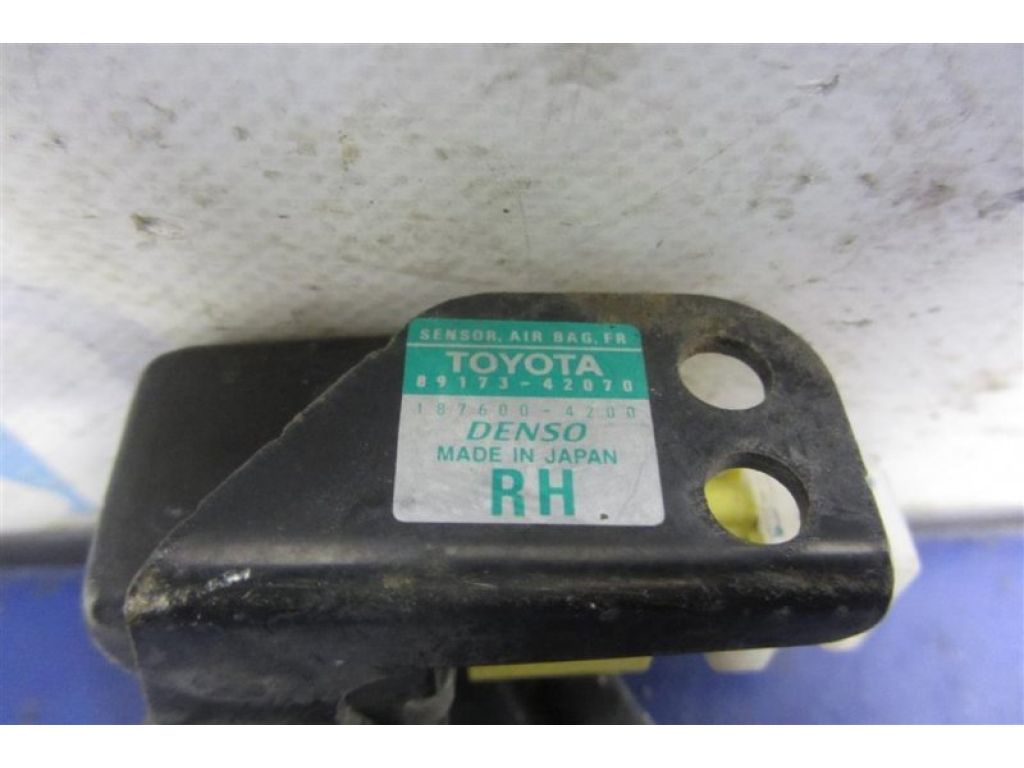 SENSOR, AIR BAG, FR
TOYOTA
89173-42070
187600-4200
DENSO
MADE IN JAPAN
RH